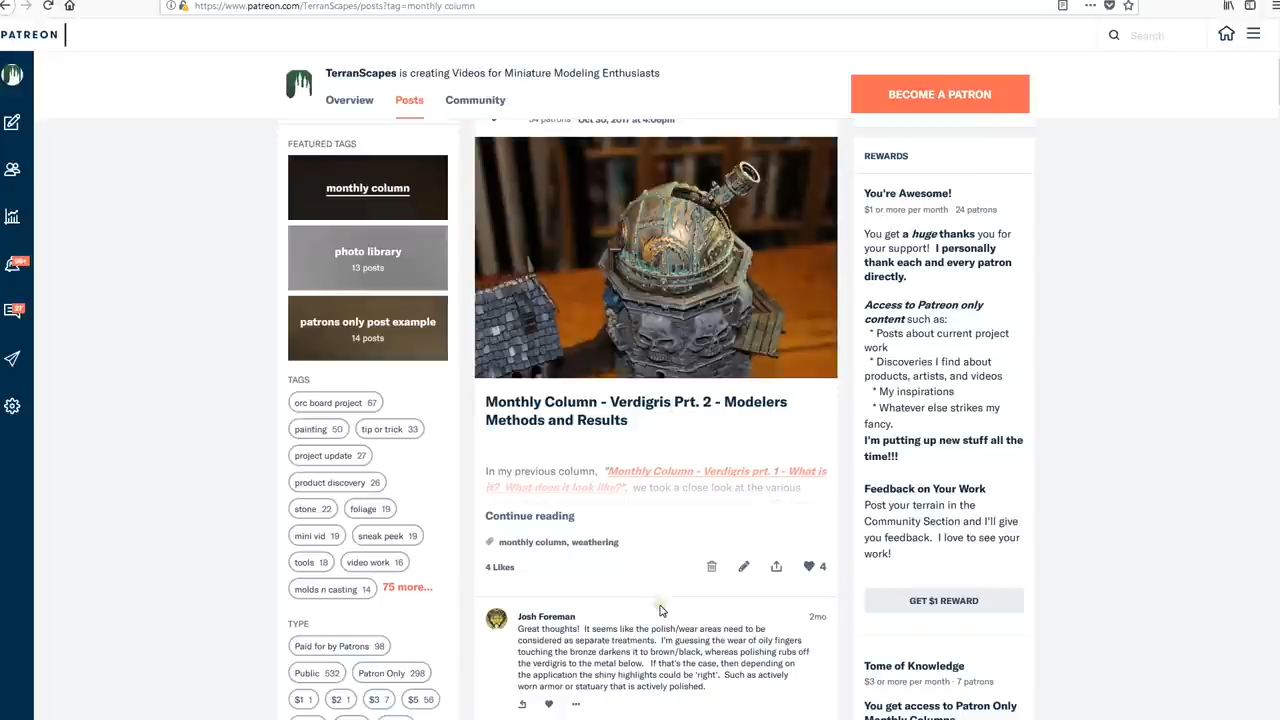 https://www.patreon.com/TerranScapes/posts?tag=monthly column
PATREON
Search
TerranScapes is creating Videos for Miniature Modeling Enthusiasts
Overview
Posts
Community
BECOME A PATRON
99+
27
FEATURED TAGS
monthly column
photo library
13 posts
patrons only post example
14 posts
TAGS
orc board project 67
painting 50
tip or trick 33
project update 27
product discovery 26
stone 22
foliage 19
mini vid 19
sneak peek 19
tools 18
video work 16
molds n casting 14
75 more...
TYPE
Paid for by Patrons 98
Public 532
Patron Only 298
$1 1
$2 1
$3 7
$5 56
54 patrons Oct 30, 2017 at 4:06pm
Monthly Column - Verdigris Prt. 2 - Modelers
Methods and Results
In my previous column, "Monthly Column - Verdigris prt. 1 - What is
it? What does it look like?", we took a close look at the various
Continue reading
monthly column, weathering
4 Likes
4
Josh Foreman
2mo
Great thoughts! It seems like the polish/wear areas need to be
considered as separate treatments. I'm guessing the wear of oily fingers
touching the bronze darkens it to brown/black, whereas polishing rubs off
the verdigris to the metal below. If that's the case, then depending on
the application the shiny highlights could be 'right'. Such as actively
worn armor or statuary that is actively polished.
REWARDS
You're Awesome!
$1 or more per month 24 patrons
You get a huge thanks you for
your support! I personally
thank each and every patron
directly.
Access to Patreon only
content such as:
* Posts about current project
work
* Discoveries I find about
products, artists, and videos
* My inspirations
* Whatever else strikes my
fancy.
I'm putting up new stuff all the
time!!!
Feedback on Your Work
Post your terrain in the
Community Section and I'll give
you feedback. I love to see your
work!
GET $1 REWARD
Tome of Knowledge
$3 or more per month · 7 patrons
You get access to Patron Only
Monthly Columns